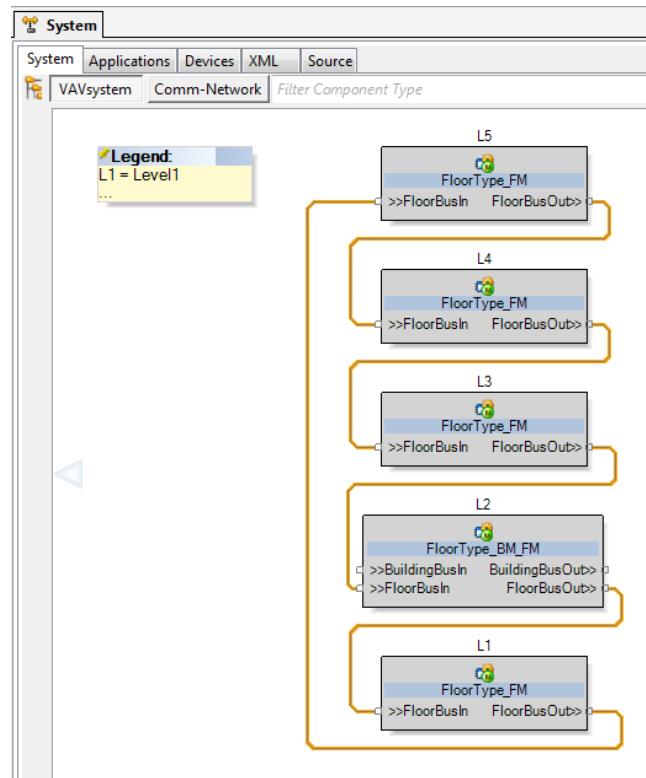 System
System Applications Devices XML Source
VAVsystem Comm-Network Filter Component Type
Legend:
L1 = Level1
...
L5
FloorType_FM
>>FloorBusIn FloorBusOut>>
L4
FloorType_FM
>>FloorBusIn FloorBusOut>>
L3
FloorType_FM
>>FloorBusIn FloorBusOut>>
L2
FloorType_BM_FM
>>BuildingBusIn BuildingBusOut>>
>>FloorBusIn FloorBusOut>>
L1
FloorType_FM
>>FloorBusIn FloorBusOut>>